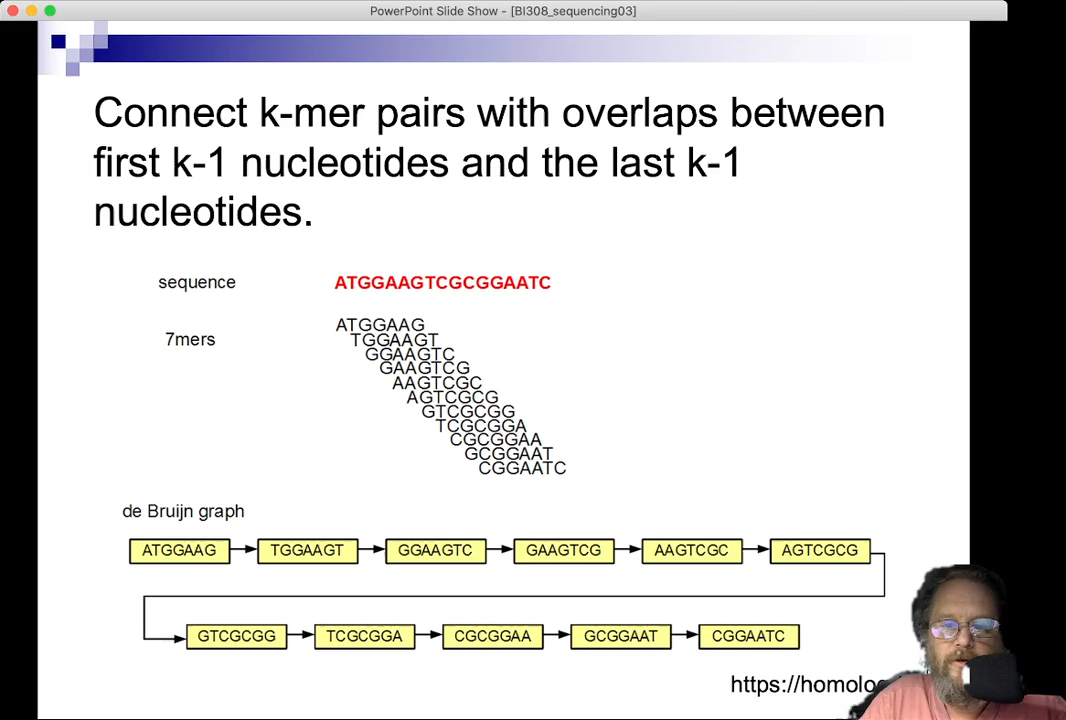 PowerPoint Slide Show - [BI308_sequencing03]
Connect k-mer pairs with overlaps between
first k-1 nucleotides and the last k-1
nucleotides.
sequence ATGGAAGTCGCGGAATC
7mers
ATGGAAG
TGGAAGT
GGAAGTC
GAAGTCG
AAGTCGC
AGTCGCG
GTCGCGG
TCGCGGA
CGCGGAA
GCGGAAT
CGGAATC
de Bruijn graph
ATGGAAG TGGAAGT GGAAGTC GAAGTCG AAGTCGC AGTCGCG
GTCGCGG TCGCGGA CGCGGAA GCGGAAT CGGAATC